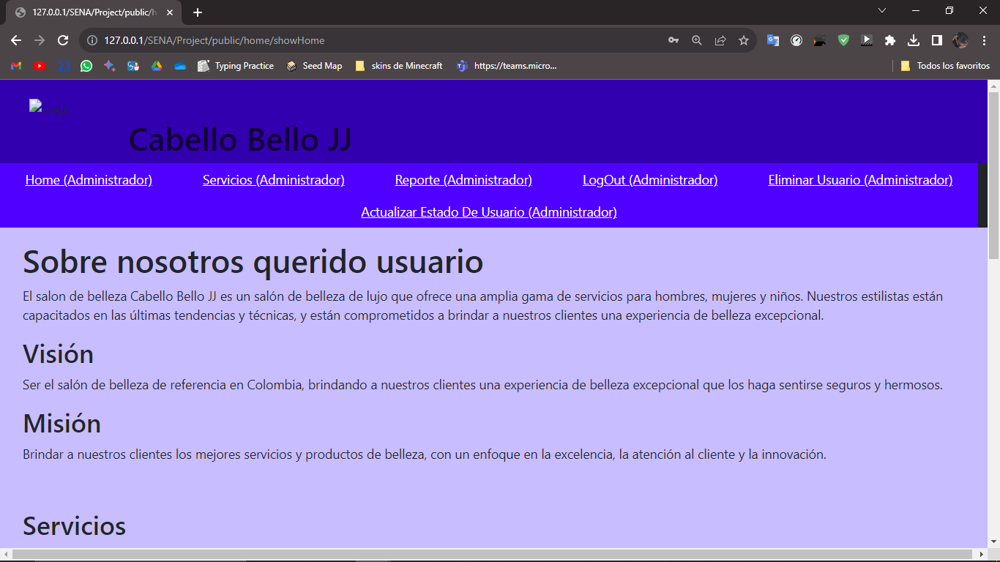 127.0.0.1/SENA/Project/public/h
127.0.0.1/SENA/Project/public/home/showHome
Typing Practice
Seed Map
skins de Minecraft
https://teams.micro...
Todos los favoritos
Logo
Cabello Bello JJ
Home (Administrador)
Servicios (Administrador)
Reporte (Administrador)
LogOut (Administrador)
Eliminar Usuario (Administrador)
Actualizar Estado De Usuario (Administrador)
Sobre nosotros querido usuario
El salon de belleza Cabello Bello JJ es un salón de belleza de lujo que ofrece una amplia gama de servicios para hombres, mujeres y niños. Nuestros estilistas están
capacitados en las últimas tendencias y técnicas, y están comprometidos a brindar a nuestros clientes una experiencia de belleza excepcional.
Visión
Ser el salón de belleza de referencia en Colombia, brindando a nuestros clientes una experiencia de belleza excepcional que los haga sentirse seguros y hermosos.
Misión
Brindar a nuestros clientes los mejores servicios y productos de belleza, con un enfoque en la excelencia, la atención al cliente y la innovación.
Servicios